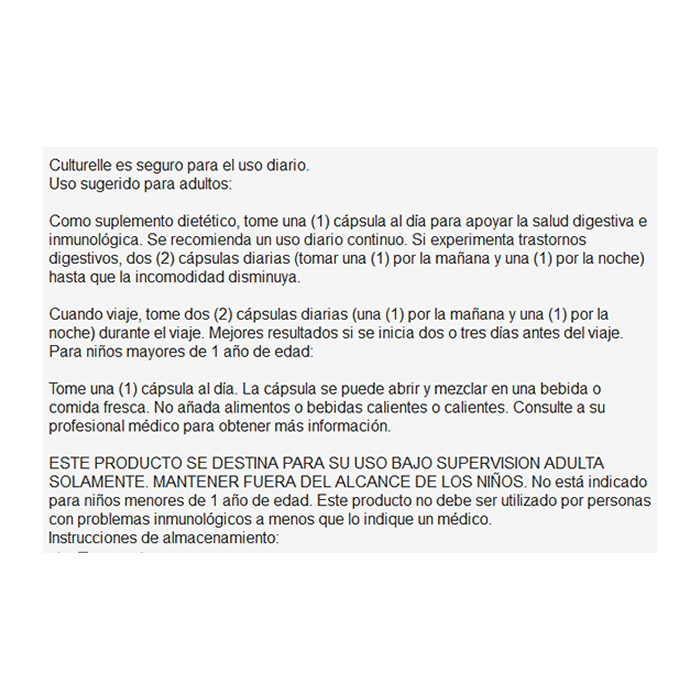 Culturelle es seguro para el uso diario.
Uso sugerido para adultos:
Como suplemento dietético, tome una (1) cápsula al día para apoyar la salud digestiva e
inmunológica. Se recomienda un uso diario continuo. Si experimenta trastornos
digestivos, dos (2) cápsulas diarias (tomar una (1) por la mañana y una (1) por la noche)
hasta que la incomodidad disminuya.
Cuando viaje, tome dos (2) cápsulas diarias (una (1) por la mañana y una (1) por la
noche) durante el viaje. Mejores resultados si se inicia dos o tres días antes del viaje.
Para niños mayores de 1 año de edad:
Tome una (1) cápsula al día. La cápsula se puede abrir y mezclar en una bebida o
comida fresca. No añada alimentos o bebidas calientes o calientes. Consulte a su
profesional médico para obtener más información.
ESTE PRODUCTO SE DESTINA PARA SU USO BAJO SUPERVISION ADULTA
SOLAMENTE. MANTENER FUERA DEL ALCANCE DE LOS NIÑOS. No está indicado
para niños menores de 1 año de edad. Este producto no debe ser utilizado por personas
con problemas inmunológicos a menos que lo indique un médico.
Instrucciones de almacenamiento: